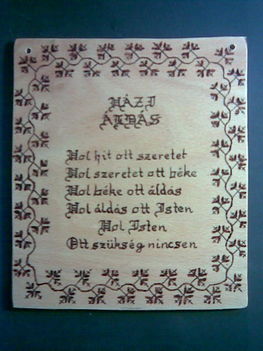 HÁZI
ÁLDÁS
Hol hit ott szeretet
Hol szeretet ott béke
Hol béke ott áldás
Hol áldás ott Isten
Hol Isten
Ott szükség nincsen